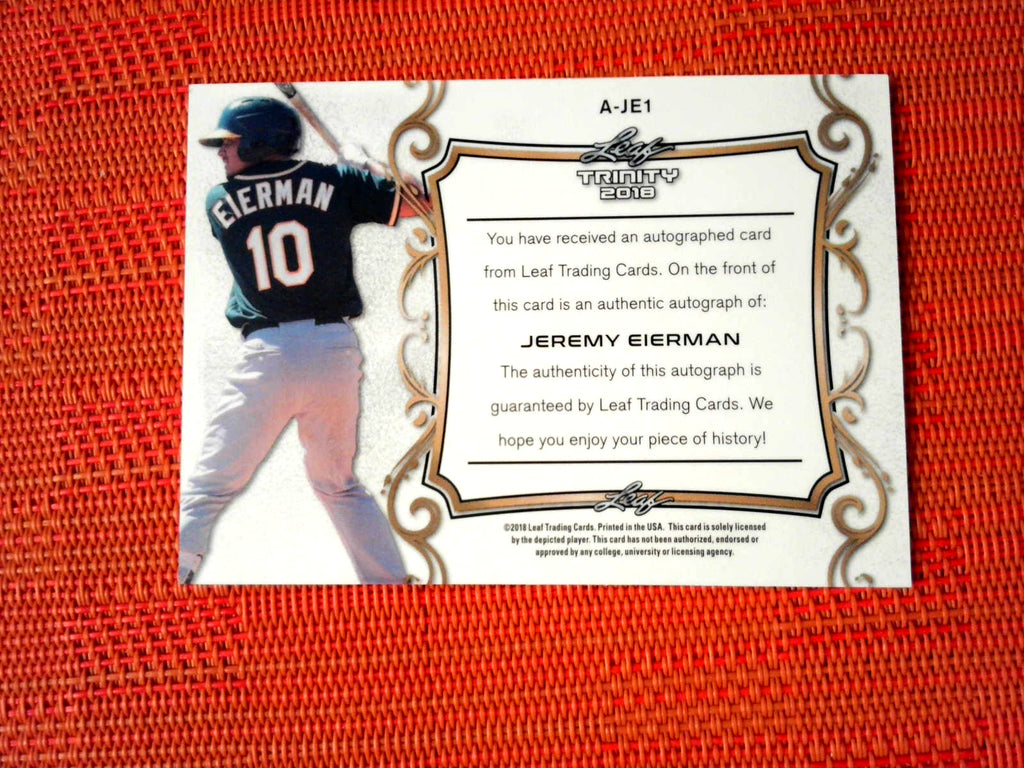 A-JE1
Leaf
TRINITY
2018
EIERMAN
10
You have received an autographed card
from Leaf Trading Cards. On the front of
this card is an authentic autograph of:
JEREMY EIERMAN
The authenticity of this autograph is
guaranteed by Leaf Trading Cards. We
hope you enjoy your piece of history!
Leaf
©2018 Leaf Trading Cards. Printed in the USA. This card is solely licensed
by the depicted player. This card has not been authorized, endorsed or
approved by any college, university or licensing agency.